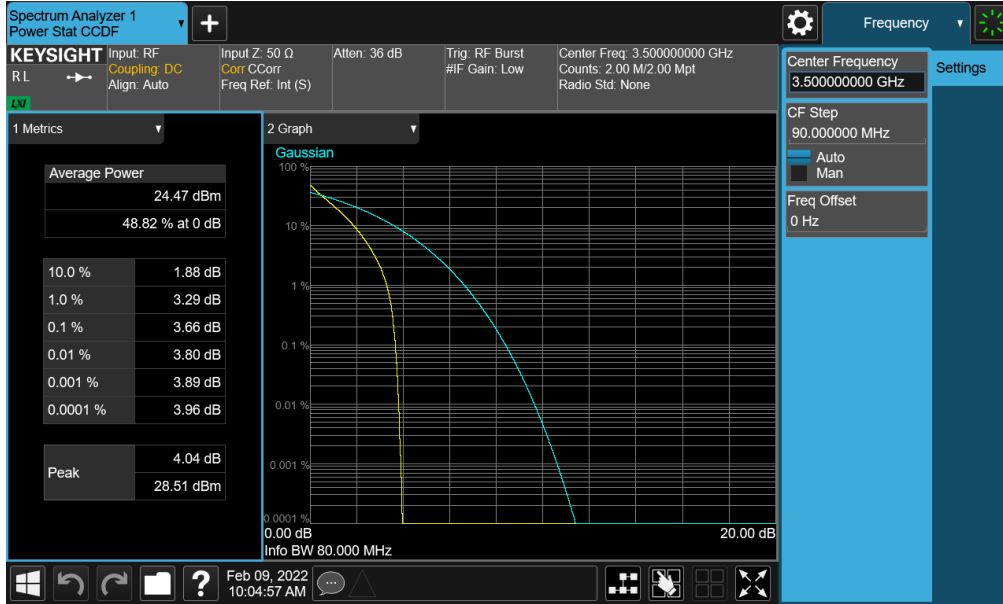 Spectrum Analyzer 1
Power Stat CCDF
Frequency
KEYSIGHT
RL
LXI
Input: RF
Coupling: DC
Align: Auto
Input Z: 50 Ω
Corr CCorr
Freq Ref: Int (S)
Atten: 36 dB
Trig: RF Burst
#IF Gain: Low
Center Freq: 3.500000000 GHz
Counts: 2.00 M/2.00 Mpt
Radio Std: None
Center Frequency
3.500000000 GHz
Settings
CF Step
90.000000 MHz
Auto
Man
Freq Offset
0 Hz
1 Metrics
Average Power
24.47 dBm
48.82 % at 0 dB
10.0 % 1.88 dB
1.0 % 3.29 dB
0.1 % 3.66 dB
0.01 % 3.80 dB
0.001 % 3.89 dB
0.0001 % 3.96 dB
Peak 4.04 dB
28.51 dBm
2 Graph
Gaussian
100 %
10 %
1 %
0.1 %
0.01 %
0.001 %
0.0001 %
0.00 dB 20.00 dB
Info BW 80.000 MHz
?
Feb 09, 2022
10:04:57 AM